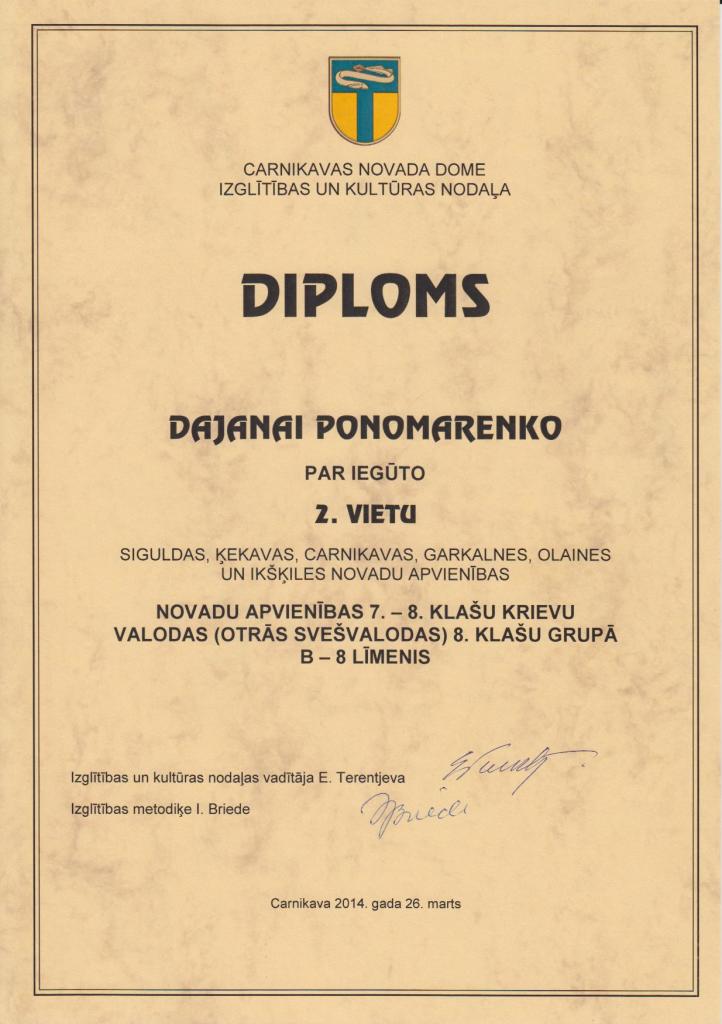 CARNIKAVAS NOVADA DOME
IZGLĪTĪBAS UN KULTŪRAS NODAĻA
DIPLOMS
DAJANAI PONOMARENKO
PAR IEGŪTO
2. VIETU
SIGULDAS, ĶEKAVAS, CARNIKAVAS, GARKALNES, OLAINES
UN IKŠĶILES NOVADU APVIENĪBAS
NOVADU APVIENĪBAS 7. – 8. KLAŠU KRIEVU
VALODAS (OTRĀS SVEŠVALODAS) 8. KLAŠU GRUPĀ
B – 8 LĪMENIS
Izglītības un kultūras nodaļas vadītāja E. Terentjeva
Izglītības metodiķe I. Briede
Carnikava 2014. gada 26. marts